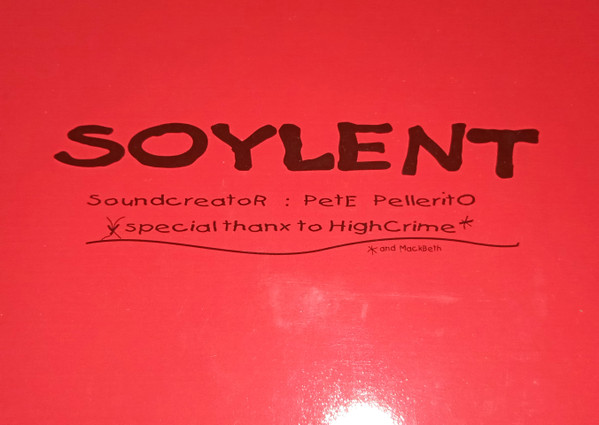 SOYLENT
SoundcreatoR : PetE PelleritO
*special thanx to HighCrime*
* and MackBeth